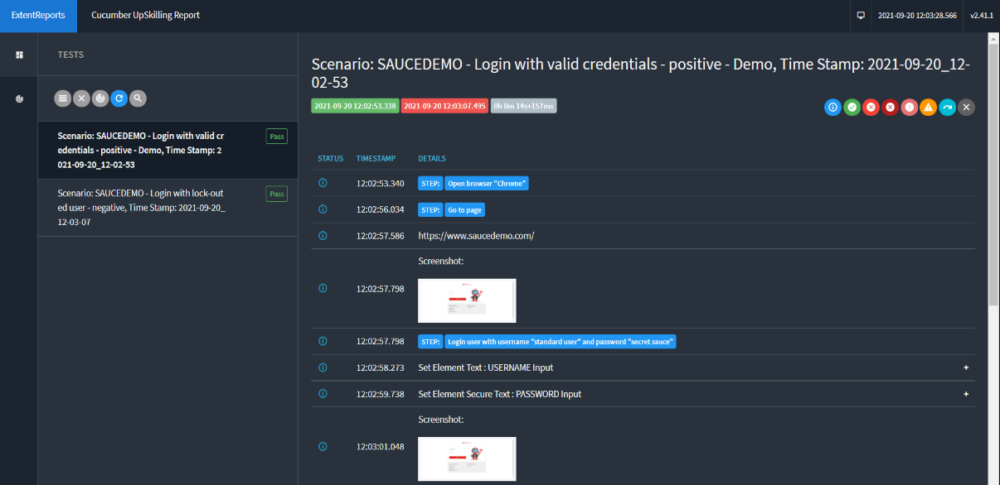 ExtentReports
Cucumber UpSkilling Report
2021-09-20 12:03:28.566
v2.41.1
TESTS
Scenario: SAUCEDEMO - Login with valid cr
edentials - positive - Demo, Time Stamp: 2
021-09-20_12-02-53
Pass
Scenario: SAUCEDEMO - Login with lock-out
ed user - negative, Time Stamp: 2021-09-20_
12-03-07
Pass
Scenario: SAUCEDEMO - Login with valid credentials - positive - Demo, Time Stamp: 2021-09-20_12-
02-53
2021-09-20 12:02:53.338 2021-09-20 12:03:07.495 0h 0m 14s+157ms
STATUS TIMESTAMP DETAILS
12:02:53.340 STEP: Open browser "Chrome"
12:02:56.034 STEP: Go to page
12:02:57.586 https://www.saucedemo.com/
Screenshot:
12:02:57.798
12:02:57.798 STEP: Login user with username "standard user" and password "secret sauce"
12:02:58.273 Set Element Text : USERNAME Input +
12:02:59.738 Set Element Secure Text : PASSWORD Input +
Screenshot:
12:03:01.048